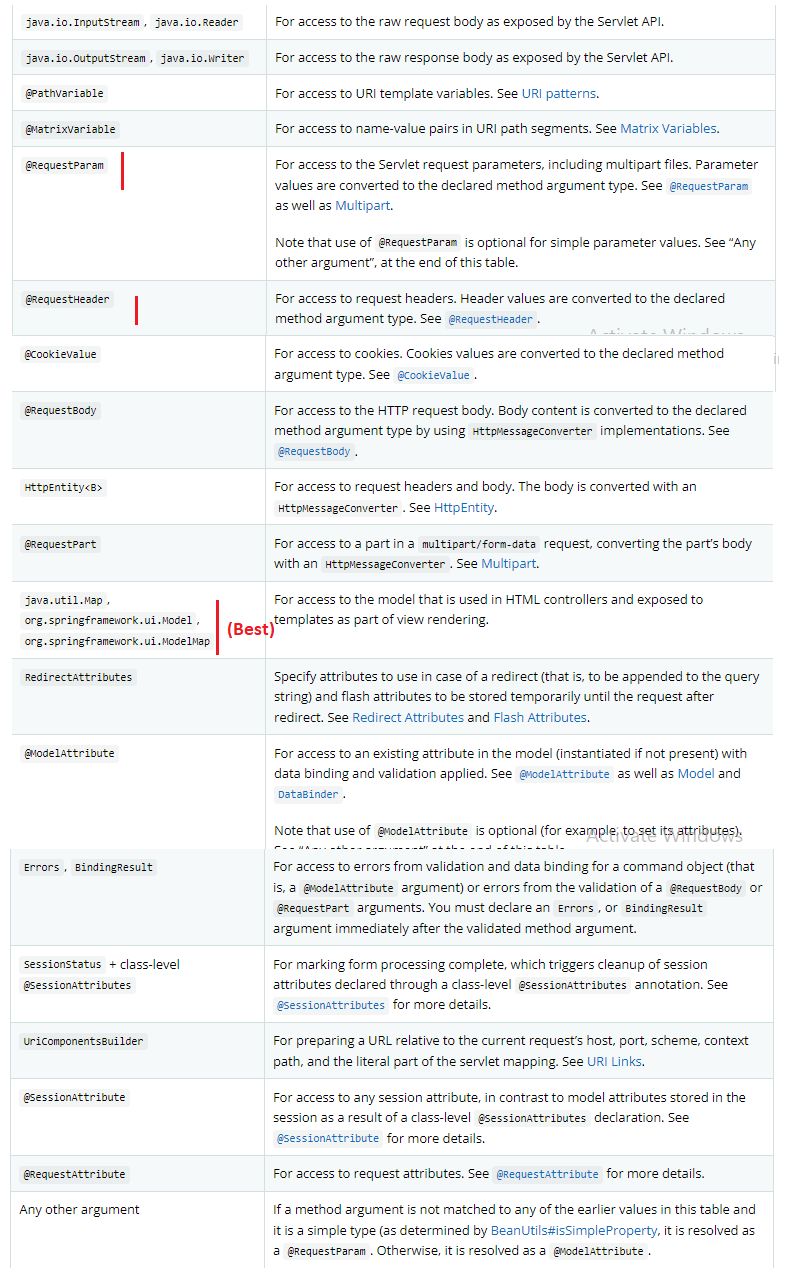 java.io.InputStream , java.io.Reader
For access to the raw request body as exposed by the Servlet API.
java.io.OutputStream , java.io.Writer
For access to the raw response body as exposed by the Servlet API.
@PathVariable
For access to URI template variables. See URI patterns.
@MatrixVariable
For access to name-value pairs in URI path segments. See Matrix Variables.
@RequestParam
For access to the Servlet request parameters, including multipart files. Parameter
values are converted to the declared method argument type. See @RequestParam
as well as Multipart.
Note that use of @RequestParam is optional for simple parameter values. See “Any
other argument”, at the end of this table.
@RequestHeader
For access to request headers. Header values are converted to the declared
method argument type. See @RequestHeader .
@CookieValue
For access to cookies. Cookies values are converted to the declared method
argument type. See @CookieValue .
@RequestBody
For access to the HTTP request body. Body content is converted to the declared
method argument type by using HttpMessageConverter implementations. See
@RequestBody .
HttpEntity<B>
For access to request headers and body. The body is converted with an
HttpMessageConverter . See HttpEntity.
@RequestPart
For access to a part in a multipart/form-data request, converting the part’s body
with an HttpMessageConverter . See Multipart.
java.util.Map ,
org.springframework.ui.Model ,
org.springframework.ui.ModelMap
(Best)
For access to the model that is used in HTML controllers and exposed to
templates as part of view rendering.
RedirectAttributes
Specify attributes to use in case of a redirect (that is, to be appended to the query
string) and flash attributes to be stored temporarily until the request after
redirect. See Redirect Attributes and Flash Attributes.
@ModelAttribute
For access to an existing attribute in the model (instantiated if not present) with
data binding and validation applied. See @ModelAttribute as well as Model and
DataBinder .
Note that use of @ModelAttribute is optional (for example, to set its attributes).
See “Any other argument” at the end of this table.
Activate Windows
Errors , BindingResult
For access to errors from validation and data binding for a command object (that
is, a @ModelAttribute argument) or errors from the validation of a @RequestBody or
@RequestPart arguments. You must declare an Errors , or BindingResult
argument immediately after the validated method argument.
SessionStatus + class-level
@SessionAttributes
For marking form processing complete, which triggers cleanup of session
attributes declared through a class-level @SessionAttributes annotation. See
@SessionAttributes for more details.
UriComponentsBuilder
For preparing a URL relative to the current request’s host, port, scheme, context
path, and the literal part of the servlet mapping. See URI Links.
@SessionAttribute
For access to any session attribute, in contrast to model attributes stored in the
session as a result of a class-level @SessionAttributes declaration. See
@SessionAttribute for more details.
@RequestAttribute
For access to request attributes. See @RequestAttribute for more details.
Any other argument
If a method argument is not matched to any of the earlier values in this table and
it is a simple type (as determined by BeanUtils#isSimpleProperty, it is resolved as
a @RequestParam . Otherwise, it is resolved as a @ModelAttribute .